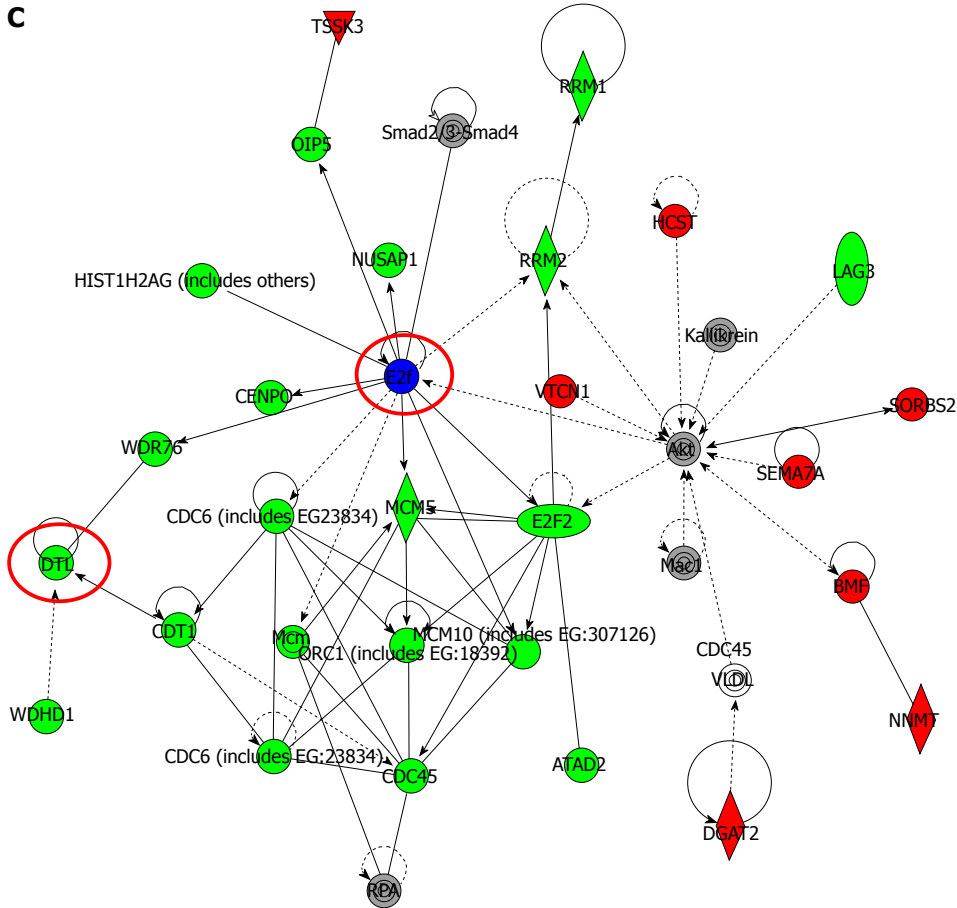 C
TSSK3
RRM1
Smad2/3-Smad4
OIP5
HCST
NUSAP1
RRM2
LAG3
HIST1H2AG (includes others)
Kallikrein
E2f
VTCN1
CENPO
SORBS2
WDR76
Akt
SEMA7A
CDC6 (includes EG23834)
MCM5
E2F2
DTL
Mac1
BMF
CDT1
Mcm
MCM10 (includes EG:307126)
ORC1 (includes EG:18392)
CDC45
VLDL
WDHD1
NNMT
CDC6 (includes EG:23834)
CDC45
ATAD2
DGAT2
RPA